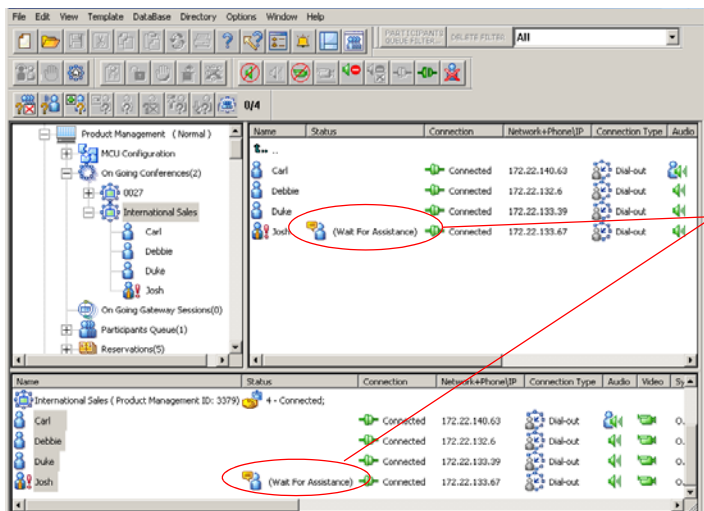 File Edit View Template DataBase Directory Options Window Help
PARTICIPANTS QUEUE FILTER... DELETE FILTER All
0/4
Product Management ( Normal )
MCU Configuration
On Going Conferences(2)
0027
International Sales
Carl
Debbie
Duke
Josh
On Going Gateway Sessions(0)
Participants Queue(1)
Reservations(5)
Name Status Connection Network+Phone\IP Connection Type Audio
..
Carl Connected 172.22.140.63 Dial-out
Debbie Connected 172.22.132.6 Dial-out
Duke Connected 172.22.133.39 Dial-out
Josh (Wait For Assistance) Connected 172.22.133.67 Dial-out
Name Status Connection Network+Phone\IP Connection Type Audio Video Sy
International Sales ( Product Management ID: 3379) 4 - Connected;
Carl Connected 172.22.140.63 Dial-out O.
Debbie Connected 172.22.132.6 Dial-out O.
Duke Connected 172.22.133.39 Dial-out O.
Josh (Wait For Assistance) Connected 172.22.133.67 Dial-out O.